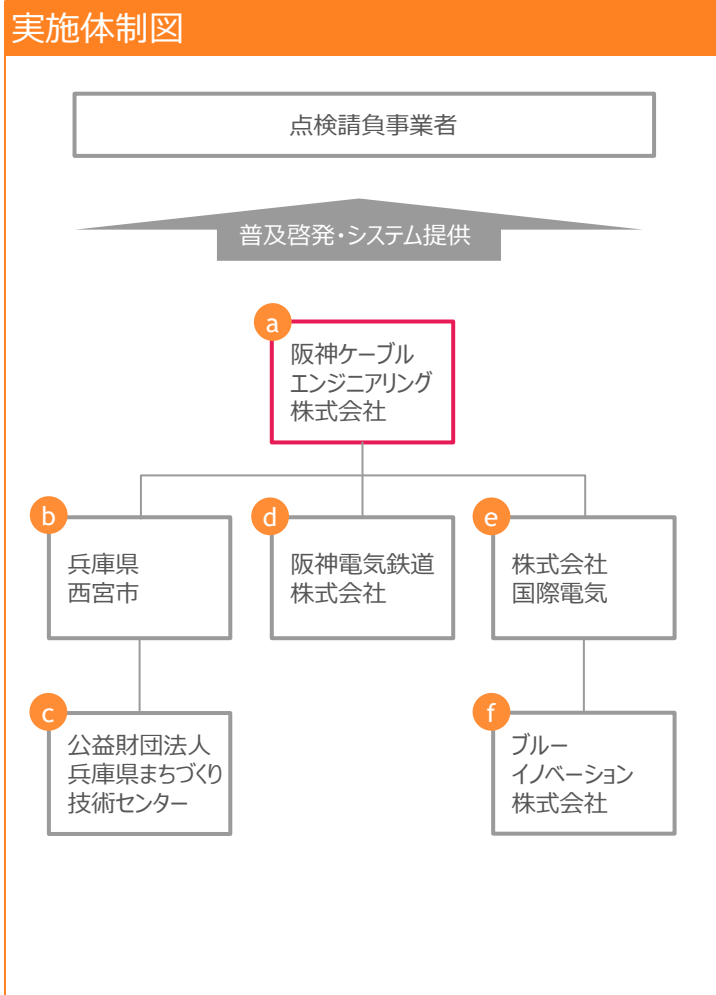 実施体制図
点検請負事業者
普及啓発・システム提供
a
阪神ケーブル
エンジニアリング
株式会社
b
兵庫県
西宮市
d
阪神電気鉄道
株式会社
e
株式会社
国際電気
c
公益財団法人
兵庫県まちづくり
技術センター
f
ブルー
イノベーション
株式会社